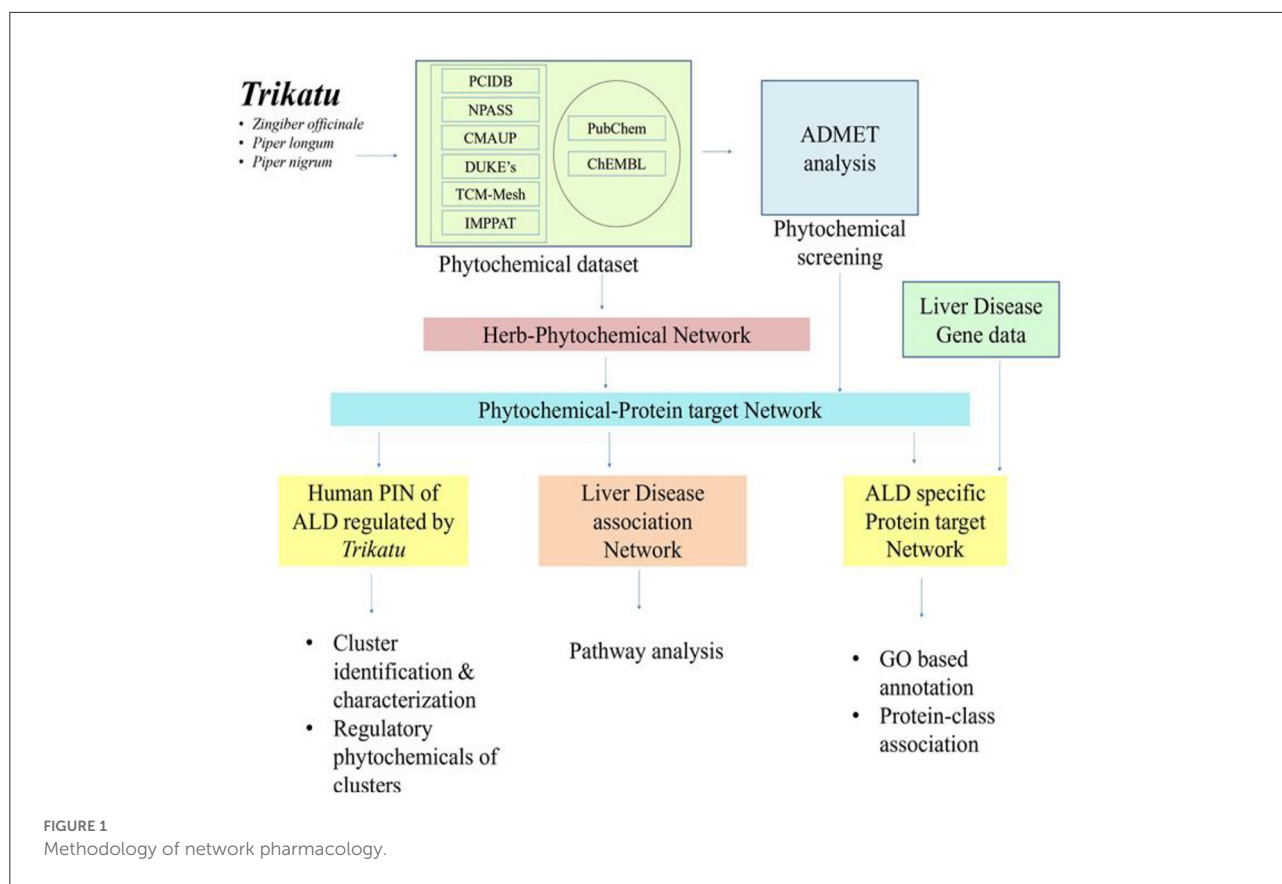 Trikatu
• Zingiber officinale
• Piper longum
• Piper nigrum
PCIDB
NPASS
CMAUP
DUKE's
TCM-Mesh
IMPPAT
PubChem
ChEMBL
Phytochemical dataset
ADMET
analysis
Phytochemical
screening
Liver Disease
Gene data
Herb-Phytochemical Network
Phytochemical-Protein target Network
Human PIN of
ALD regulated by
Trikatu
Liver Disease
association
Network
ALD specific
Protein target
Network
• Cluster
identification &
characterization
• Regulatory
phytochemicals of
clusters
Pathway analysis
• GO based
annotation
• Protein-class
association
FIGURE 1
Methodology of network pharmacology.